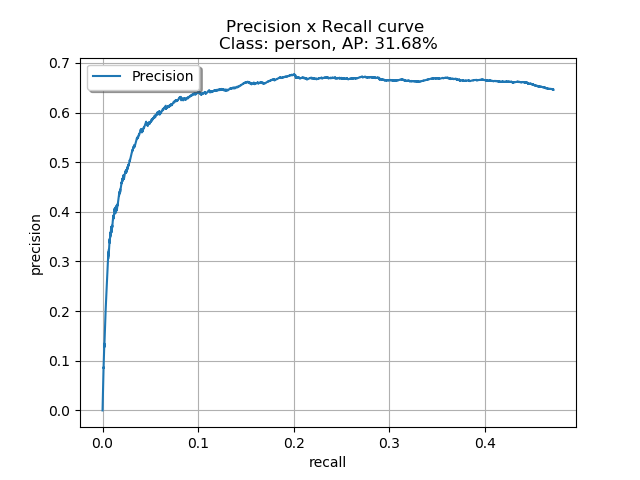 Precision x Recall curve
Class: person, AP: 31.68%
Precision
0.7
0.6
0.5
0.4
0.3
0.2
0.1
0.0
precision
0.0 0.1 0.2 0.3 0.4
recall